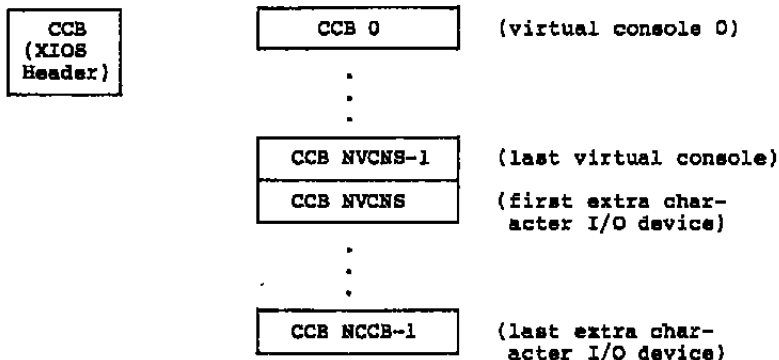 CCB
(XIOS
Header)
CCB 0 (virtual console 0)
CCB NVCNS-1 (last virtual console)
CCB NVCNS (first extra char-
acter I/O device)
CCB NCCB-1 (last extra char-
acter I/O device)